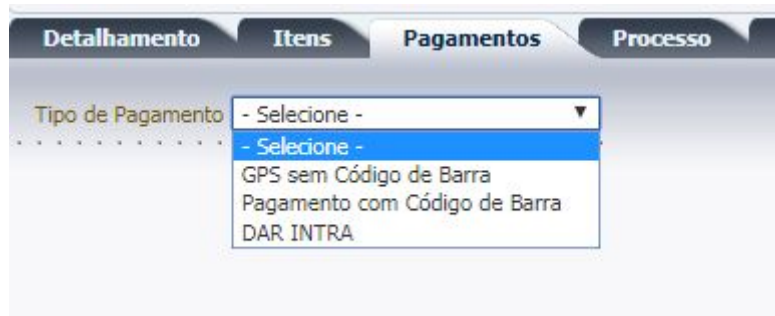 Detalhamento Itens Pagamentos Processo
Tipo de Pagamento - Selecione -
- Selecione -
GPS sem Código de Barra
Pagamento com Código de Barra
DAR INTRA